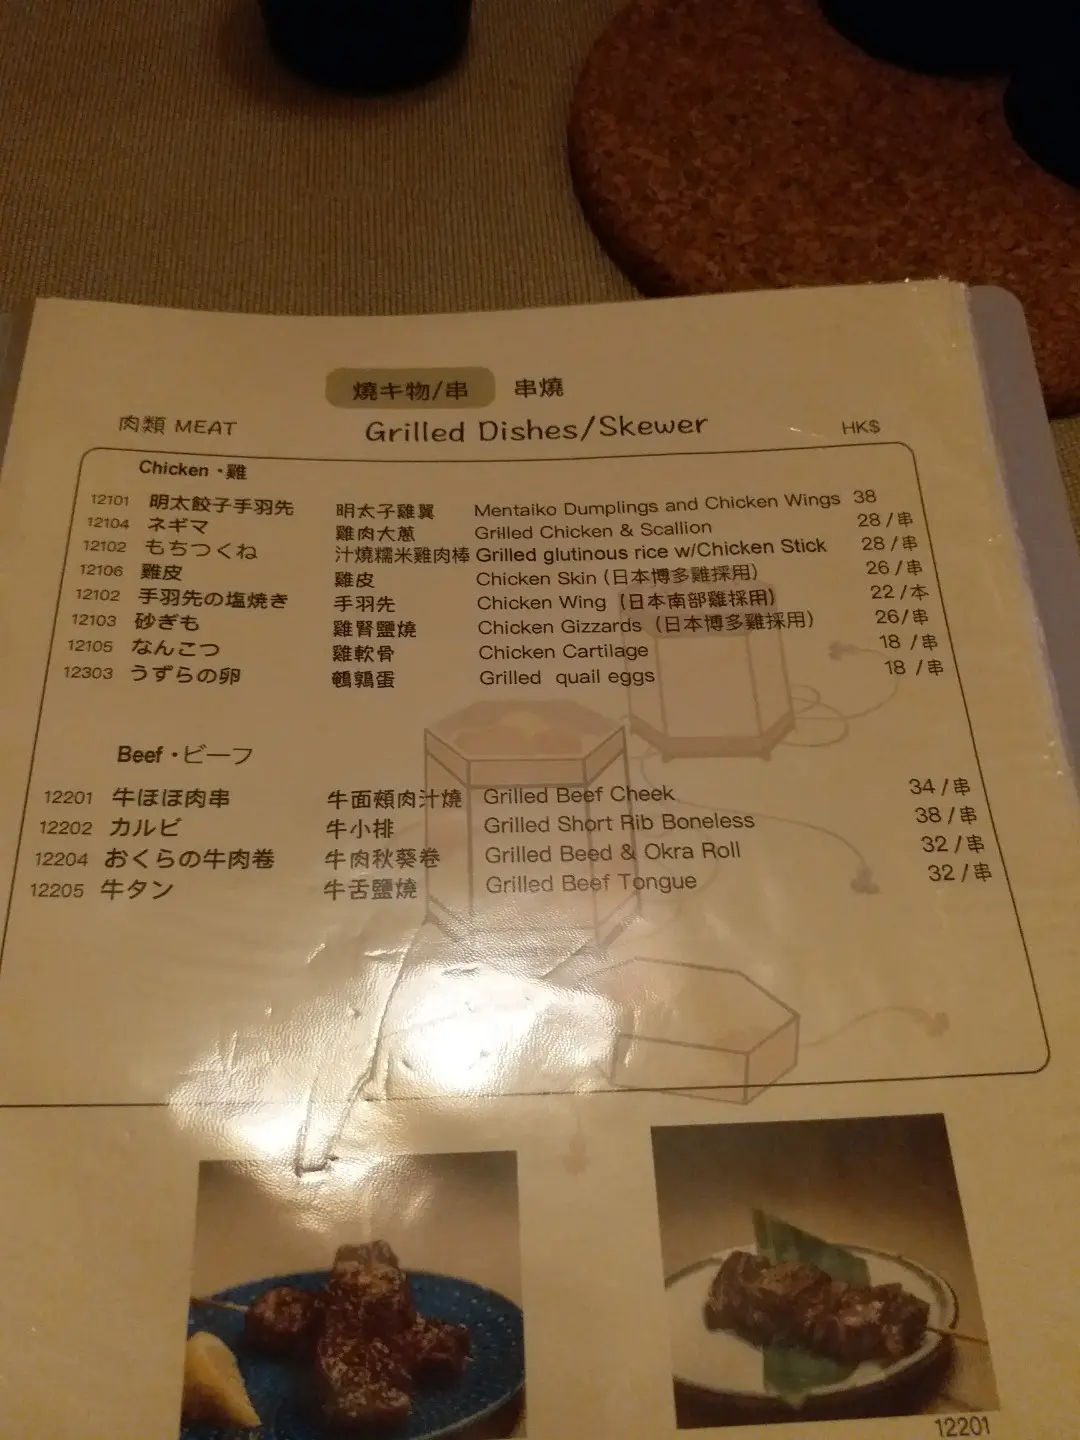 燒キ物/串 串燒
肉類 MEAT Grilled Dishes/Skewer HK$
Chicken・雞
12101 明太餃子手羽先 明太子雞翼 Mentaiko Dumplings and Chicken Wings 38
12104 ネギマ 雞肉大蔥 Grilled Chicken & Scallion 28/串
12102 もちつくね 汁燒糯米雞肉棒 Grilled glutinous rice w/Chicken Stick 28/串
12106 雞皮 雞皮 Chicken Skin (日本博多雞採用) 26/串
12102 手羽先の塩焼き 手羽先 Chicken Wing (日本南部雞採用) 22/本
12103 砂ぎも 雞腎鹽燒 Chicken Gizzards (日本博多雞採用) 26/串
12105 なんこつ 雞軟骨 Chicken Cartilage 18/串
12303 うずらの卵 鵪鶉蛋 Grilled quail eggs 18/串
Beef・ビーフ
12201 牛ほほ肉串 牛面頰肉汁燒 Grilled Beef Cheek 34/串
12202 カルビ 牛小排 Grilled Short Rib Boneless 38/串
12204 おくらの牛肉卷 牛肉秋葵卷 Grilled Beed & Okra Roll 32/串
12205 牛タン 牛舌鹽燒 Grilled Beef Tongue 32/串
12201